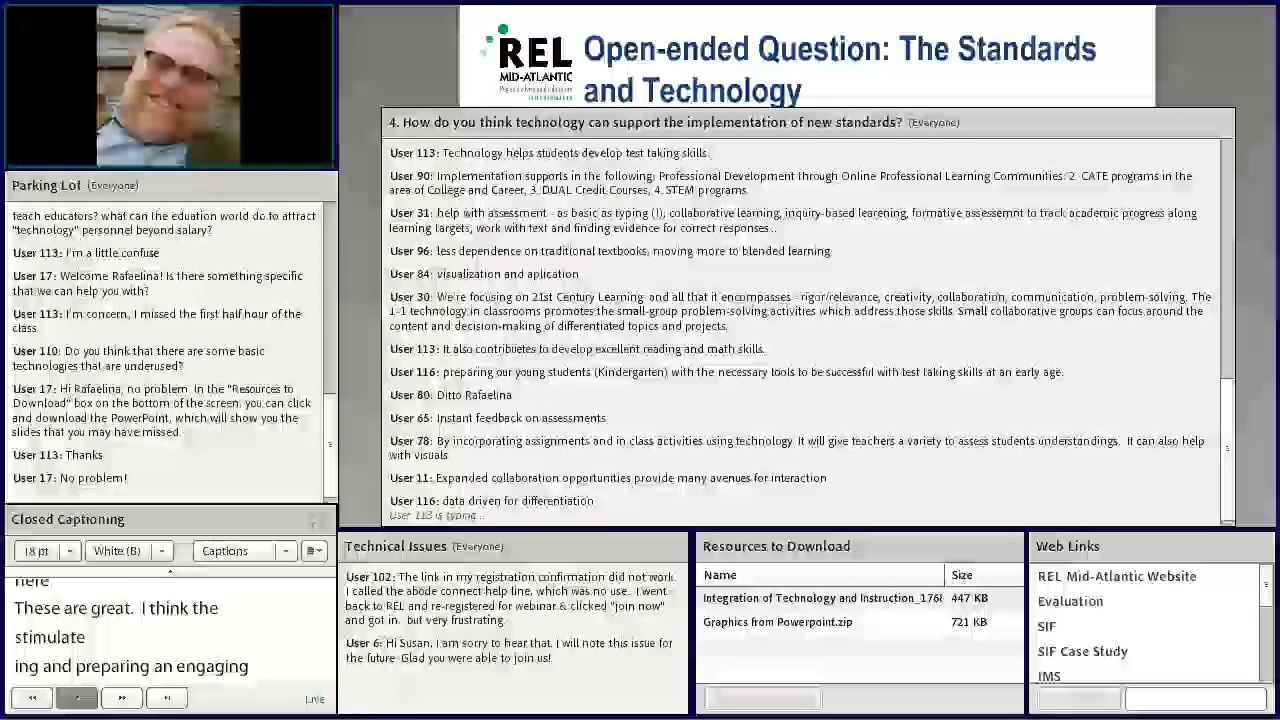 REL
MID-ATLANTIC
Open-ended Question: The Standards
and Technology
4. How do you think technology can support the implementation of new standards? (Everyone)
User 113: Technology helps students develop test taking skills.
User 90: Implementation supports in the following: Professional Development through Online Professional Learning Communities: 2. CATE programs in the
area of College and Career, 3. DUAL Credit Courses, 4. STEM programs
User 31: help with assessment - as basic as typing (!), collaborative learning, inquiry-based learening, formative assessemnt to track academic progress along
learning targets, work with text and finding evidence for correct responses..
User 96: less dependence on traditional textbooks, moving more to blended learning
User 84: visualization and aplication
User 30: We're focusing on 21st Century Learning and all that it encompasses - rigor/relevance, creativity, collaboration, communication, problem-solving. The
1-1 technology in classrooms promotes the small-group problem-solving activities which address those skills. Small collaborative groups can focus around the
content and decision-making of differentiated topics and projects.
User 113: It also contribuetes to develop excellent reading and math skills.
User 116: preparing our young students (Kindergarten) with the necessary tools to be successful with test taking skills at an early age.
User 80: Ditto Rafaelina
User 65: Instant feedback on assessments
User 78: By incorporating assignments and in class activities using technology. It will give teachers a variety to assess students understandings. It can also help
with visuals.
User 11: Expanded collaboration opportunities provide many avenues for interaction
User 116: data driven for differentiation
User 113 is typing...
Parking Lot (Everyone)
teach educators? what can the eduation world do to attract
"technology" personnel beyond salary?
User 113: I'm a little confuse
User 17: Welcome Rafaelina! Is there something specific
that we can help you with?
User 113: I'm concern, I missed the first half hour of the
class.
User 110: Do you think that there are some basic
technologies that are underused?
User 17: Hi Rafaelina, no problem. In the "Resources to
Download" box on the bottom of the screen, you can click
and download the PowerPoint, which will show you the
slides that you may have missed.
User 113: Thanks
User 17: No problem!
Closed Captioning
18 pt
White (B)
Captions
here
These are great. I think the
stimulate
ing and preparing an engaging
Live
Technical Issues (Everyone)
User 102: The link in my registration confirmation did not work.
I called the abode connect help line, which was no use. I went
back to REL and re-registered for webinar & clicked "join now"
and got in. but very frustrating.
User 6: Hi Susan, I am sorry to hear that. I will note this issue for
the future. Glad you were able to join us!
Resources to Download
Name Size
Integration of Technology and Instruction_1768 447 KB
Graphics from Powerpoint.zip 721 KB
Web Links
REL Mid-Atlantic Website
Evaluation
SIF
SIF Case Study
IMS